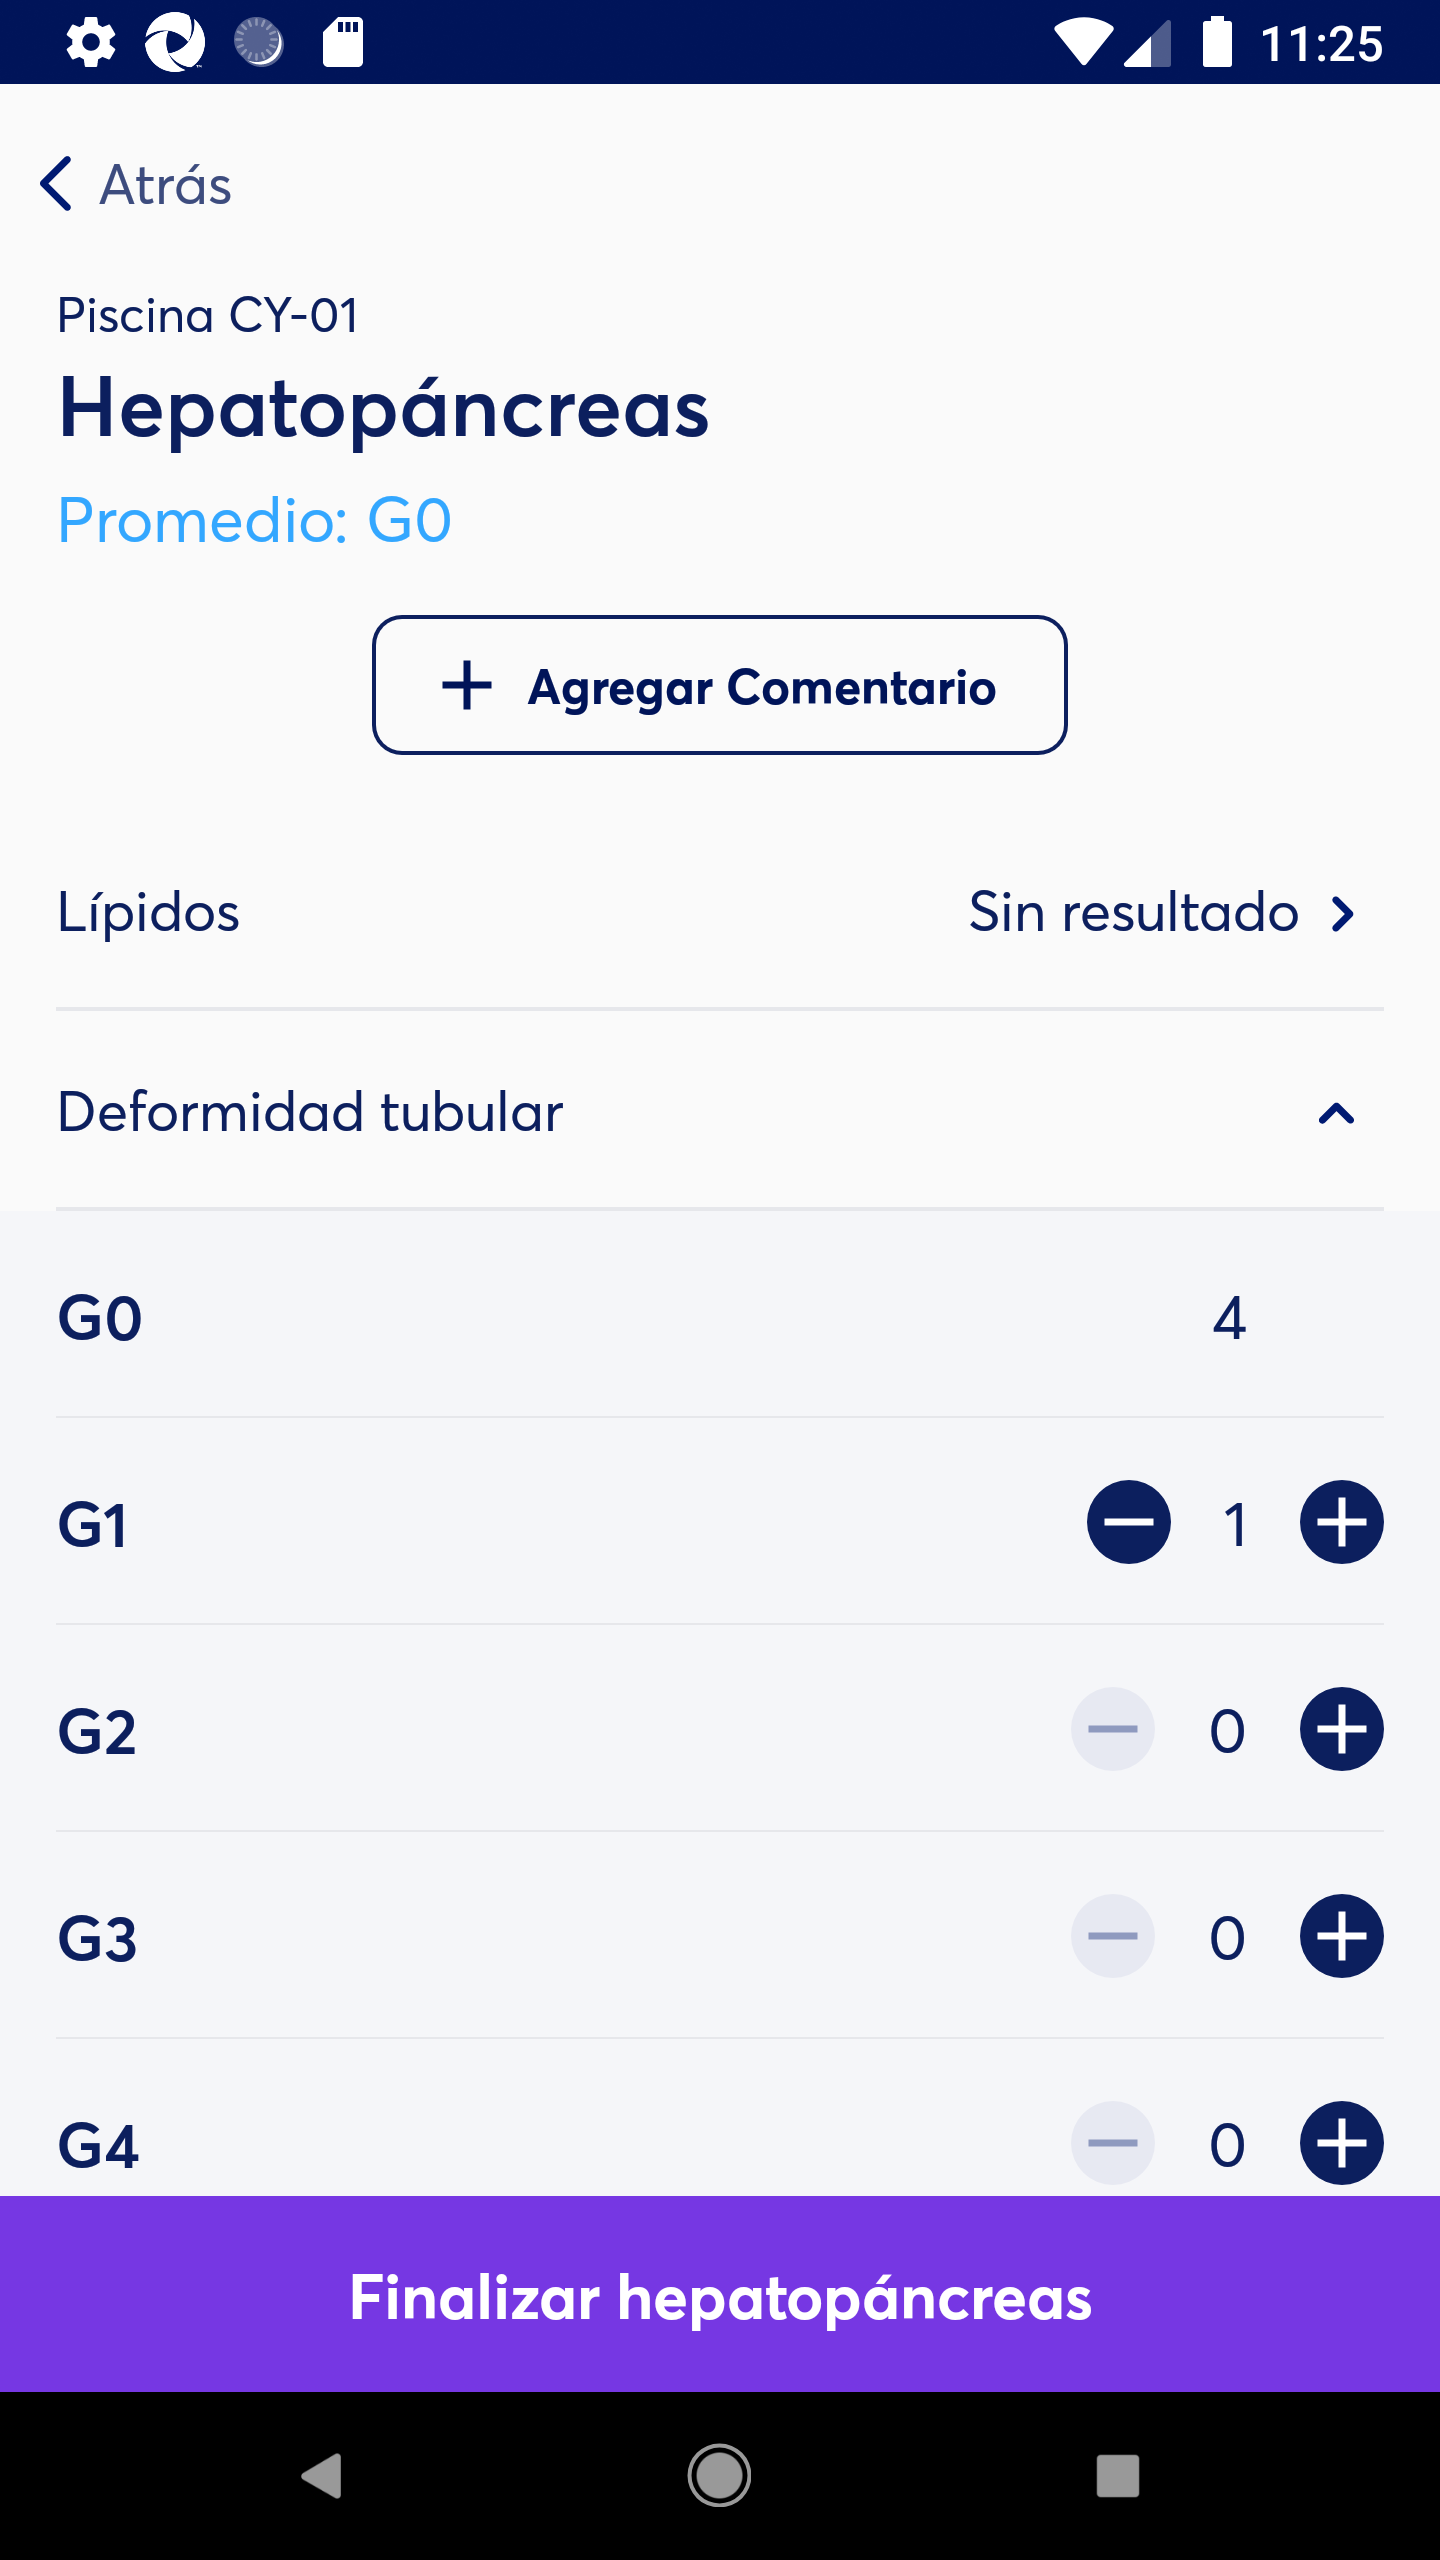 11:25
Atrás
Piscina CY-01
Hepatopáncreas
Promedio: G0
Agregar Comentario
Lípidos Sin resultado
Deformidad tubular
G0 4
G1 1
G2 0
G3 0
G4 0
Finalizar hepatopáncreas